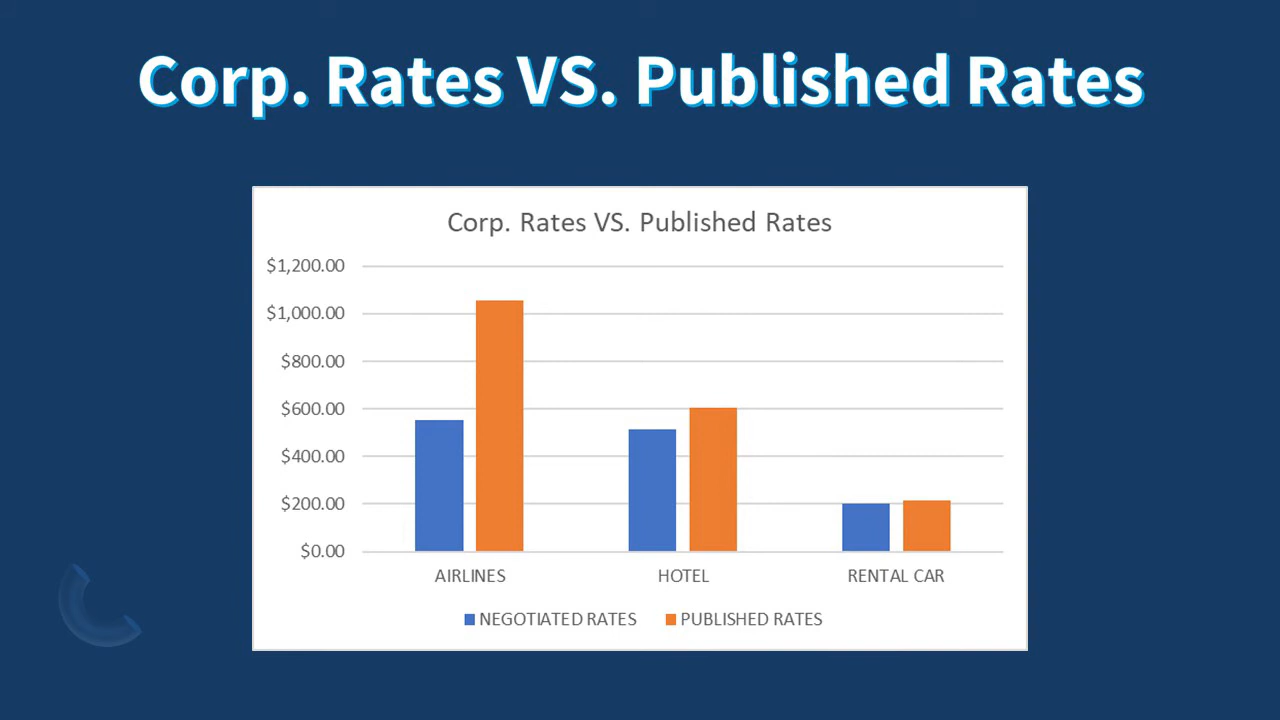 Corp. Rates VS. Published Rates
Corp. Rates VS. Published Rates
$1,200.00
$1,000.00
$800.00
$600.00
$400.00
$200.00
$0.00
AIRLINES HOTEL RENTAL CAR
NEGOTIATED RATES PUBLISHED RATES